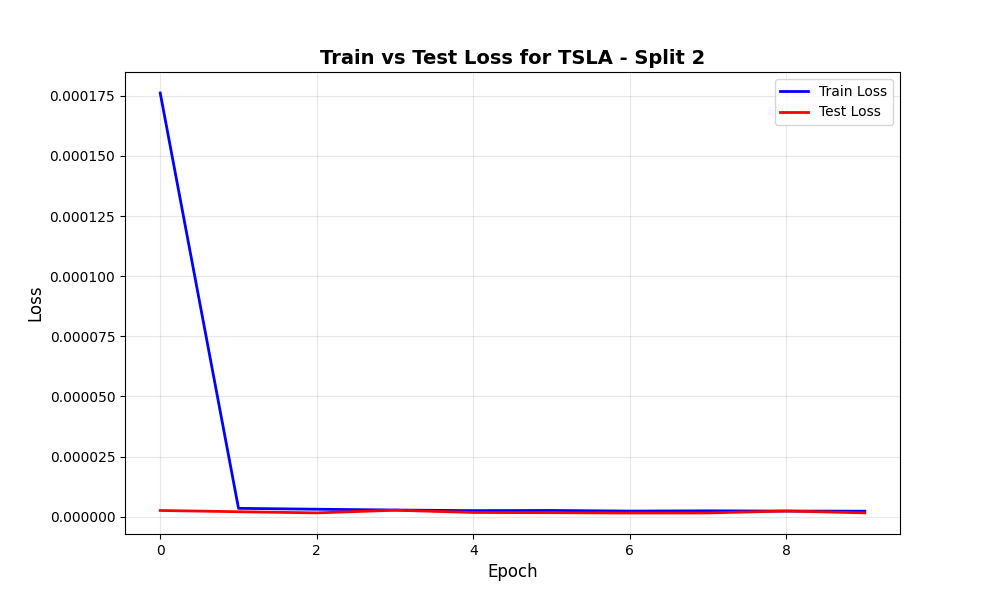 Train vs Test Loss for TSLA - Split 2
Train Loss
Test Loss
0.000175
0.000150
0.000125
0.000100
0.000075
0.000050
0.000025
0.000000
Loss
0 2 4 6 8
Epoch